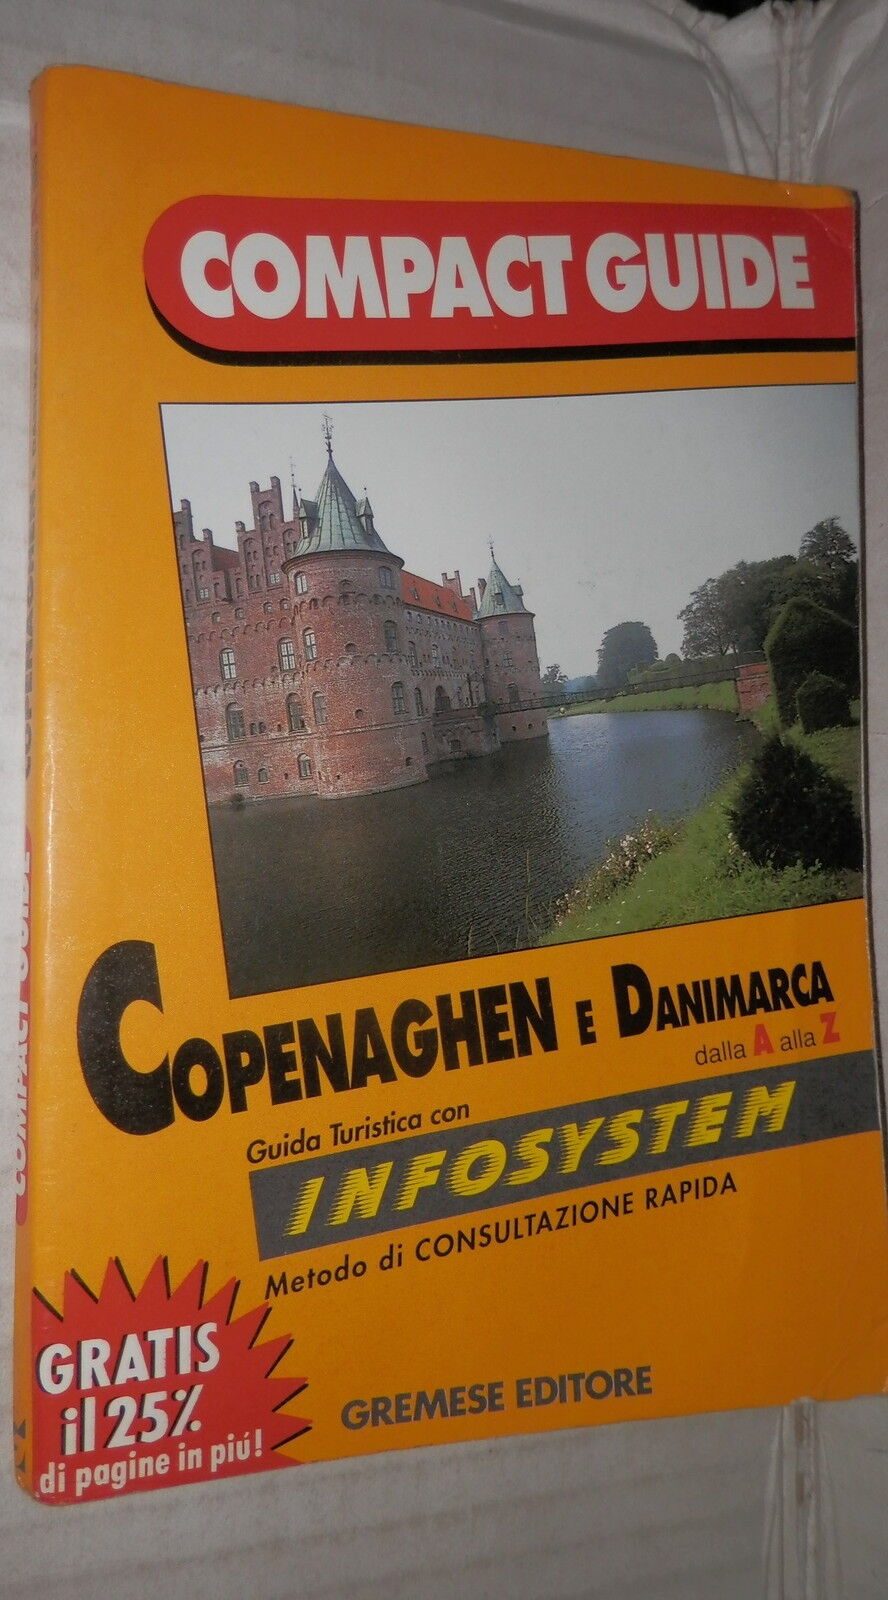 COMPACT GUIDE
COPENAGHEN E DANIMARCA
dalla A alla Z
Guida Turistica con
INFOSYSTEM
Metodo di CONSULTAZIONE RAPIDA
GRATIS
il 25%
di pagine in piú!
GREMESE EDITORE
COMPACT GUIDE